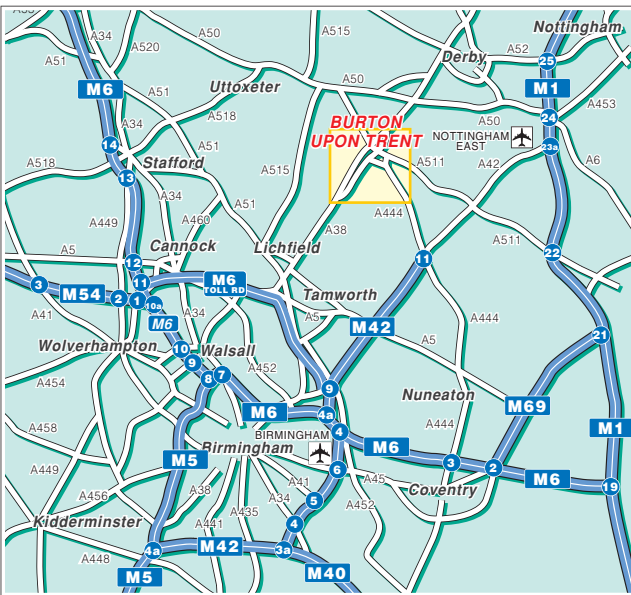 A53
A34
A520
A50
A515
Nottingham
A51
Derby
A52
25
A50
M6
A51
Uttoxeter
M1
A453
A34
A518
BURTON
UPON TRENT
A50
24
NOTTINGHAM
EAST
14
A51
23a
A518
Stafford
A515
A511
A42
A6
13
A34
A51
A444
A449
A460
A38
A511
A5
Cannock
Lichfield
22
12
11
11
3
M54
2
1
10a
M6
TOLL RD
Tamworth
A41
M6
A34
A5
M42
A444
Wolverhampton
10
Walsall
A5
21
9
A452
8
7
9
Nuneaton
A454
M6
4a
M69
A458
BIRMINGHAM
4
A444
M1
M5
Birmingham
M6
A449
6
3
2
M6
A456
A38
A41
A45
Coventry
19
A34
5
A452
Kidderminster
A441
A435
4
A448
4a
M42
3a
M5
M40